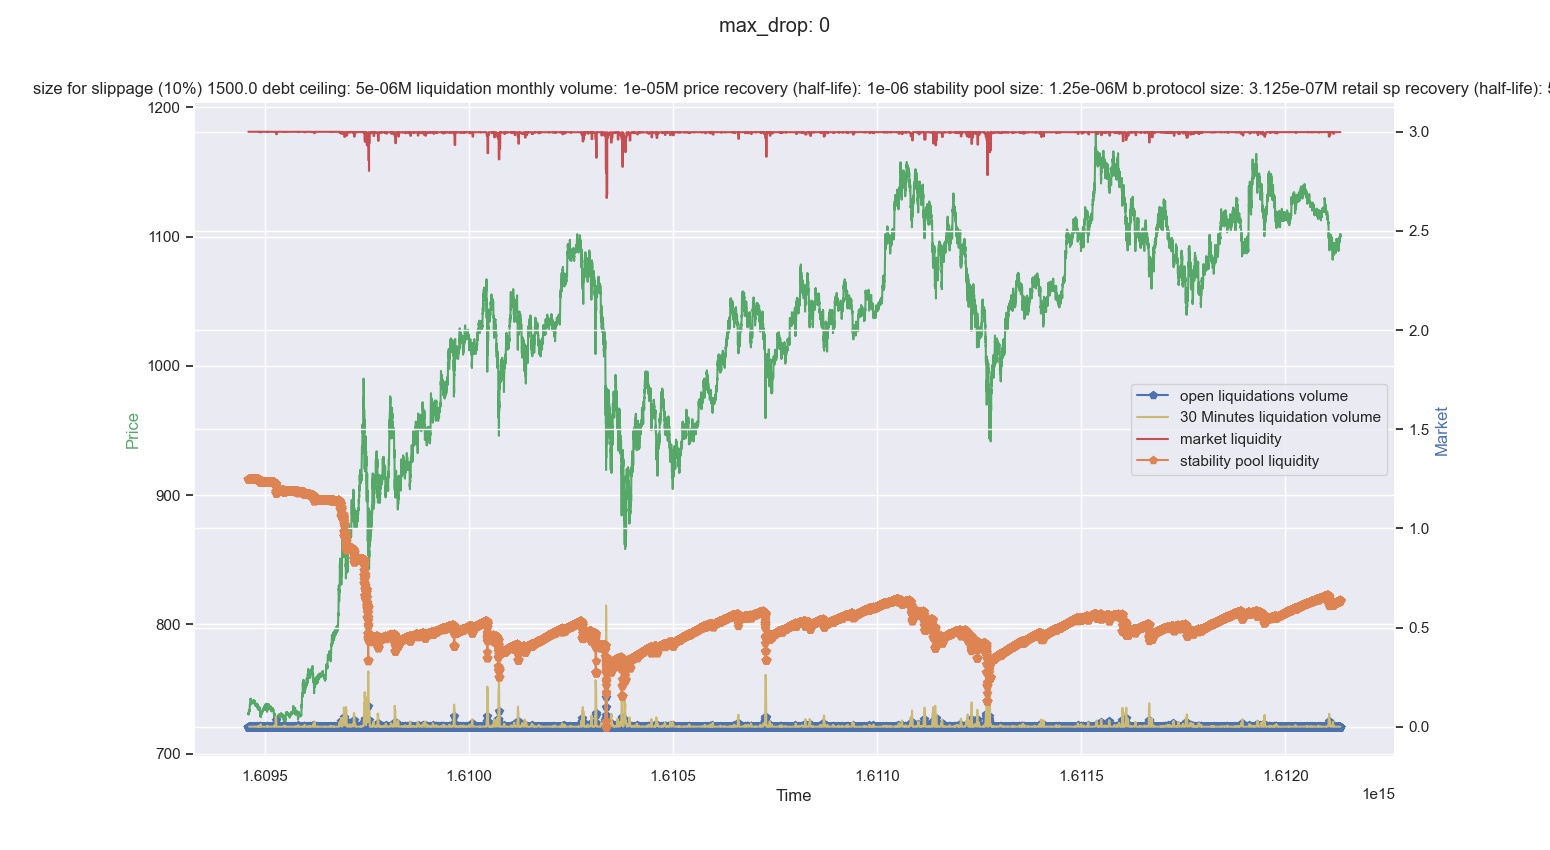 max_drop: 0
size for slippage (10%) 1500.0 debt ceiling: 5e-06M liquidation monthly volume: 1e-05M price recovery (half-life): 1e-06 stability pool size: 1.25e-06M b.protocol size: 3.125e-07M retail sp recovery (half-life):
1200
1100
1000
900
800
700
Price
3.0
2.5
2.0
1.5
1.0
0.5
0.0
Market
open liquidations volume
30 Minutes liquidation volume
market liquidity
stability pool liquidity
1.6095 1.6100 1.6105 1.6110 1.6115 1.6120
Time
1e15